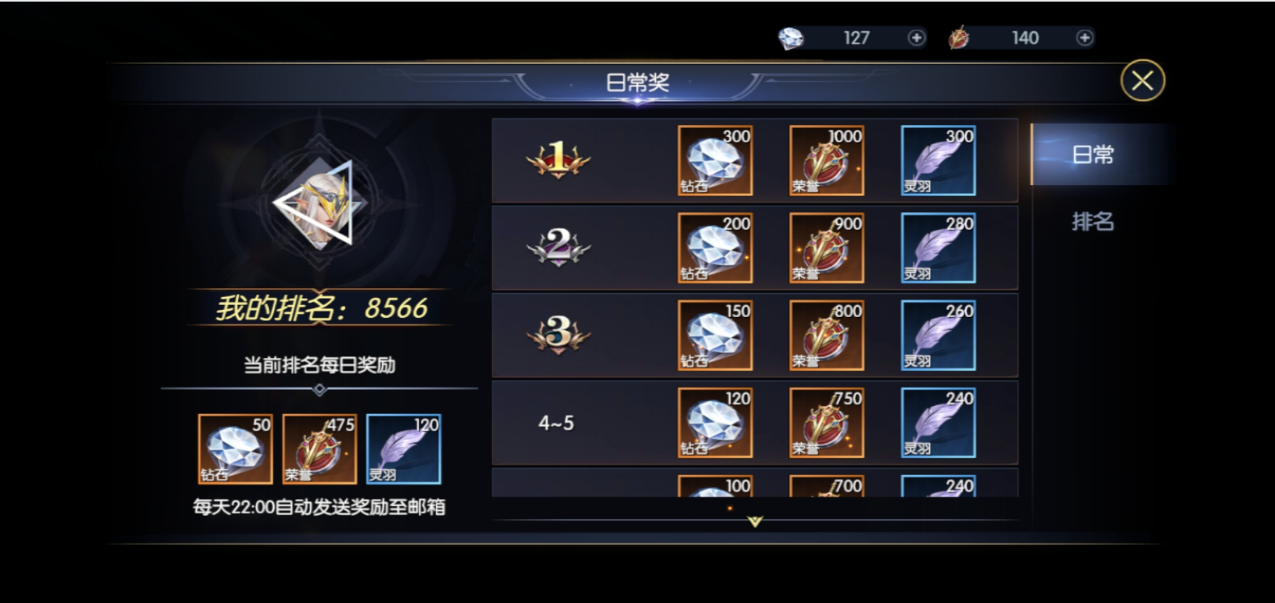 127 140
日常奖
1 300 1000 300
钻石 荣誉 灵羽
2 200 900 280
钻石 荣誉 灵羽
3 150 800 260
钻石 荣誉 灵羽
4~5 120 750 240
钻石 荣誉 灵羽
100 700 240
日常
排名
我的排名：8566
当前排名每日奖励
50 475 120
钻石 荣誉 灵羽
每天22:00自动发送奖励至邮箱